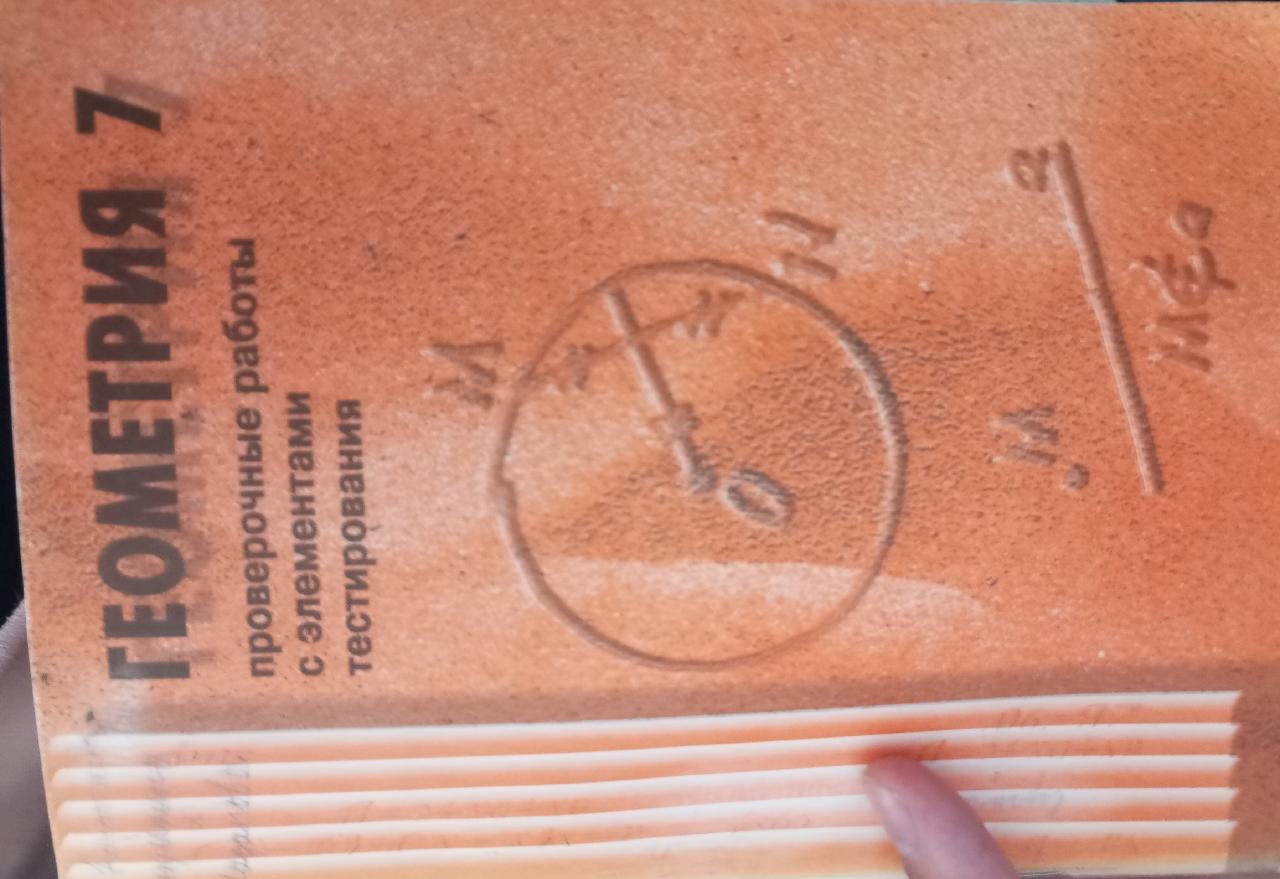 ГЕОМЕТРИЯ 7
проверочные работы
с элементами
тестирования
M
N
O
a
M
M∉a